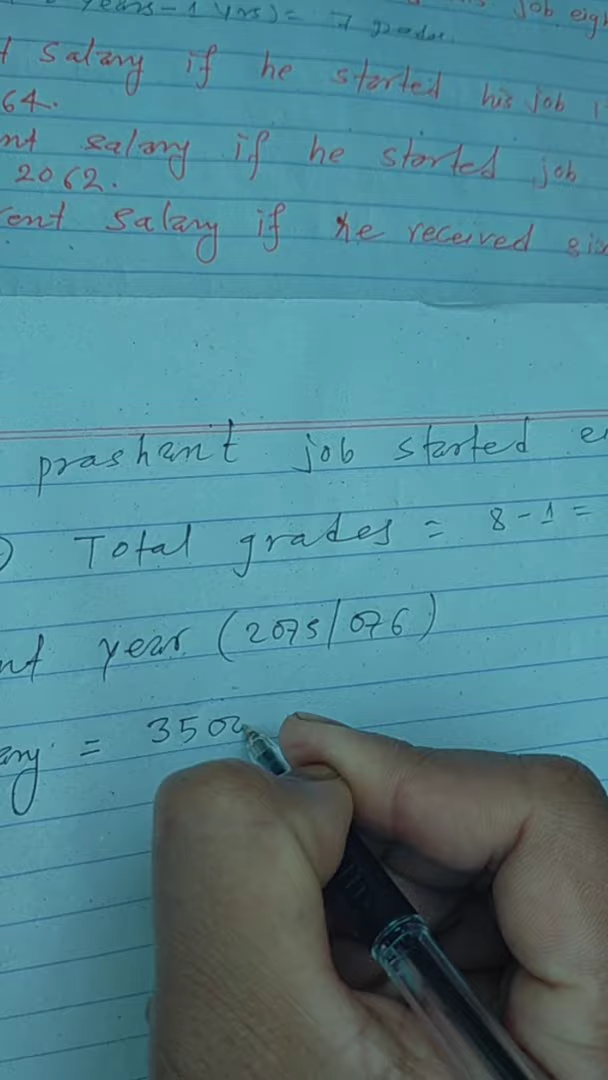 years - 1 yrs) = 7 grades. job eigh
salary if he started his job
64.
nt salary if he started job
2062.
ent salary if he received
prashant job started e
Total grades = 8 - 1 =
nt year (2075/076)
ary = 350